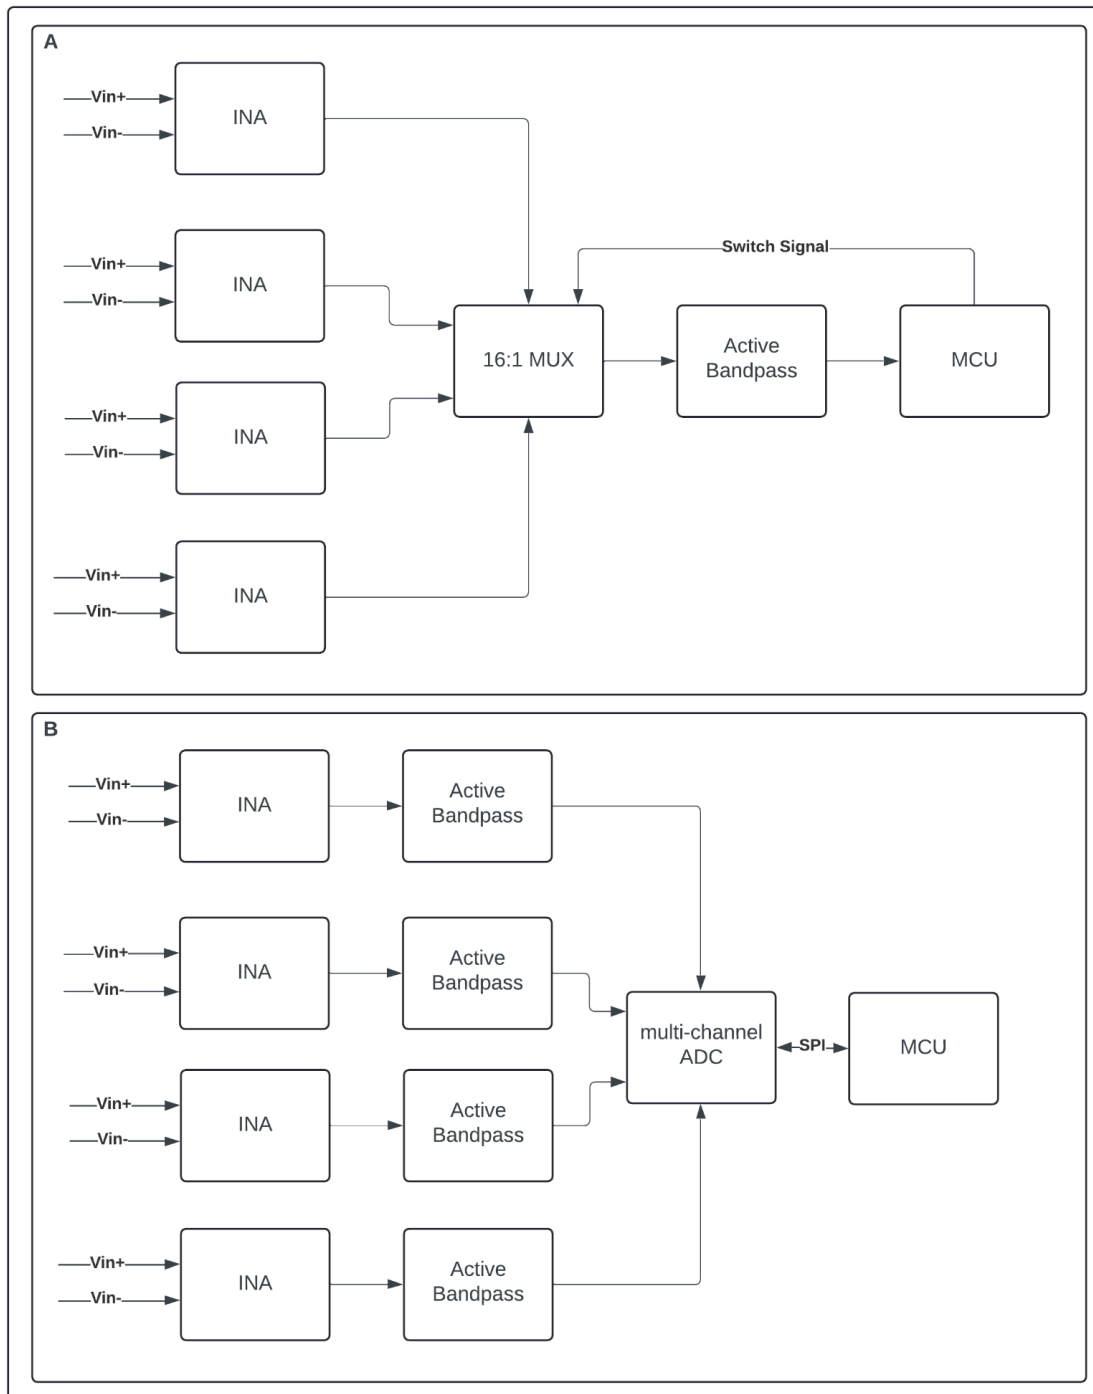 A
Vin+
Vin-
INA
Vin+
Vin-
INA
Switch Signal
16:1 MUX
Active
Bandpass
MCU
Vin+
Vin-
INA
Vin+
Vin-
INA
B
Vin+
Vin-
INA
Active
Bandpass
Vin+
Vin-
INA
Active
Bandpass
multi-channel
ADC
SPI
MCU
Vin+
Vin-
INA
Active
Bandpass
Vin+
Vin-
INA
Active
Bandpass